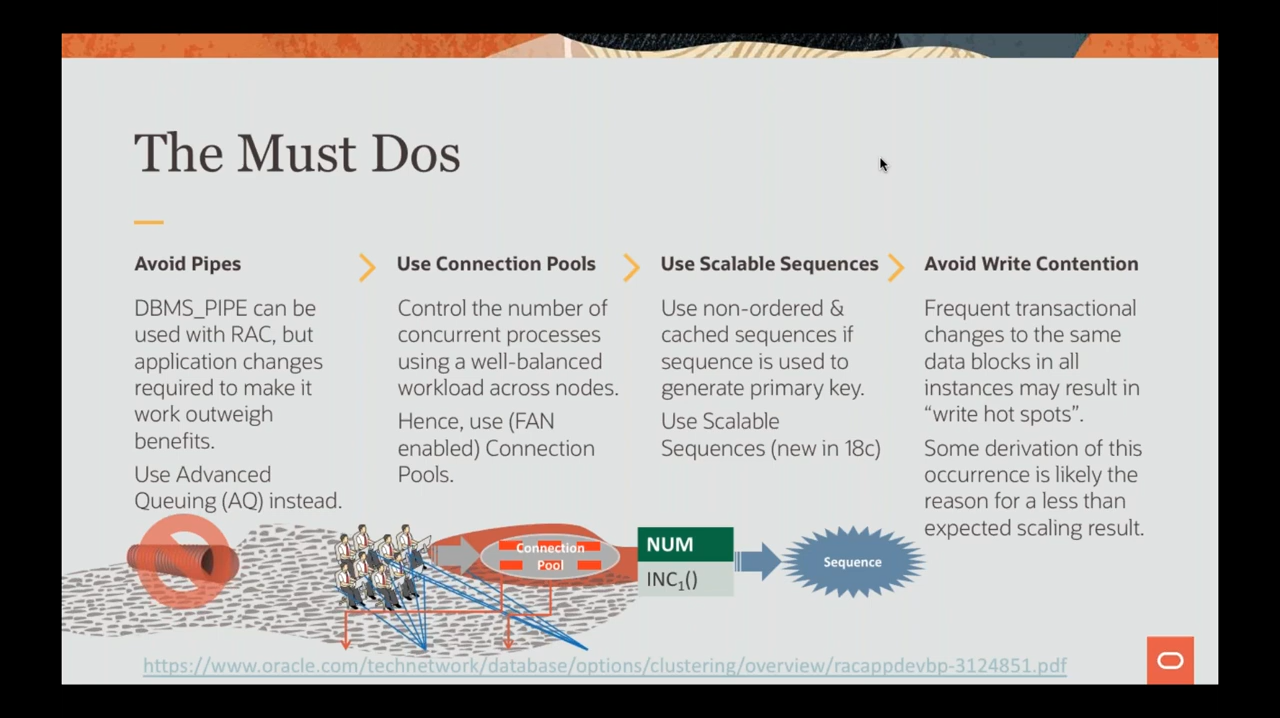 The Must Dos
Avoid Pipes
DBMS_PIPE can be
used with RAC, but
application changes
required to make it
work outweigh
benefits.
Use Advanced
Queuing (AQ) instead.
Use Connection Pools
Control the number of
concurrent processes
using a well-balanced
workload across nodes.
Hence, use (FAN
enabled) Connection
Pools.
Use Scalable Sequences
Use non-ordered &
cached sequences if
sequence is used to
generate primary key.
Use Scalable
Sequences (new in 18c)
Avoid Write Contention
Frequent transactional
changes to the same
data blocks in all
instances may result in
“write hot spots”.
Some derivation of this
occurrence is likely the
reason for a less than
expected scaling result.
Connection
Pool
NUM
INC₁()
Sequence
https://www.oracle.com/technetwork/database/options/clustering/overview/racappdevbp-3124851.pdf